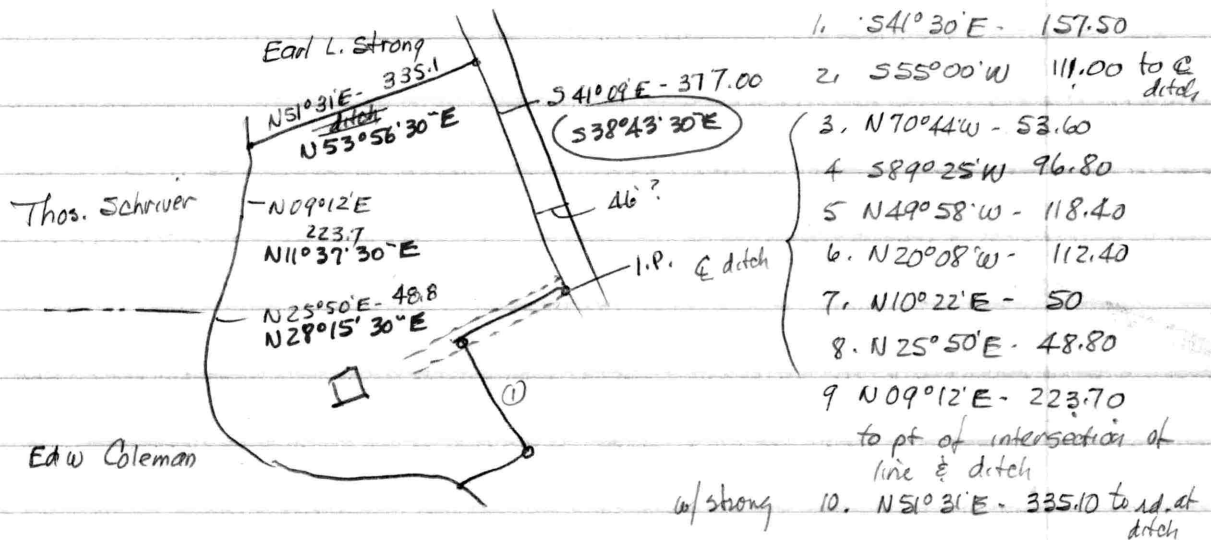 Earl L. Strong
N51°31'E - 335.1
ditch
N53°56'30"E
S41°09'E - 377.00
S38°43'30"E
Thos. Schriver
N09°12'E
223.7
N11°37'30"E
46' ?
I.P. ℄ ditch
N25°50'E - 48.8
N28°15'30"E
①
Edw Coleman
1. S41°30'E - 157.50
2. S55°00'W 111.00 to ℄
ditch
3. N70°44'W - 53.60
4 S89°25'W 96.80
5 N49°58'W - 118.40
6. N20°08'W - 112.40
7. N10°22'E - 50
8. N25°50'E - 48.80
9 N09°12'E - 223.70
to pt of intersection of
line & ditch
w/ strong 10. N51°31'E - 335.10 to rd. at
ditch